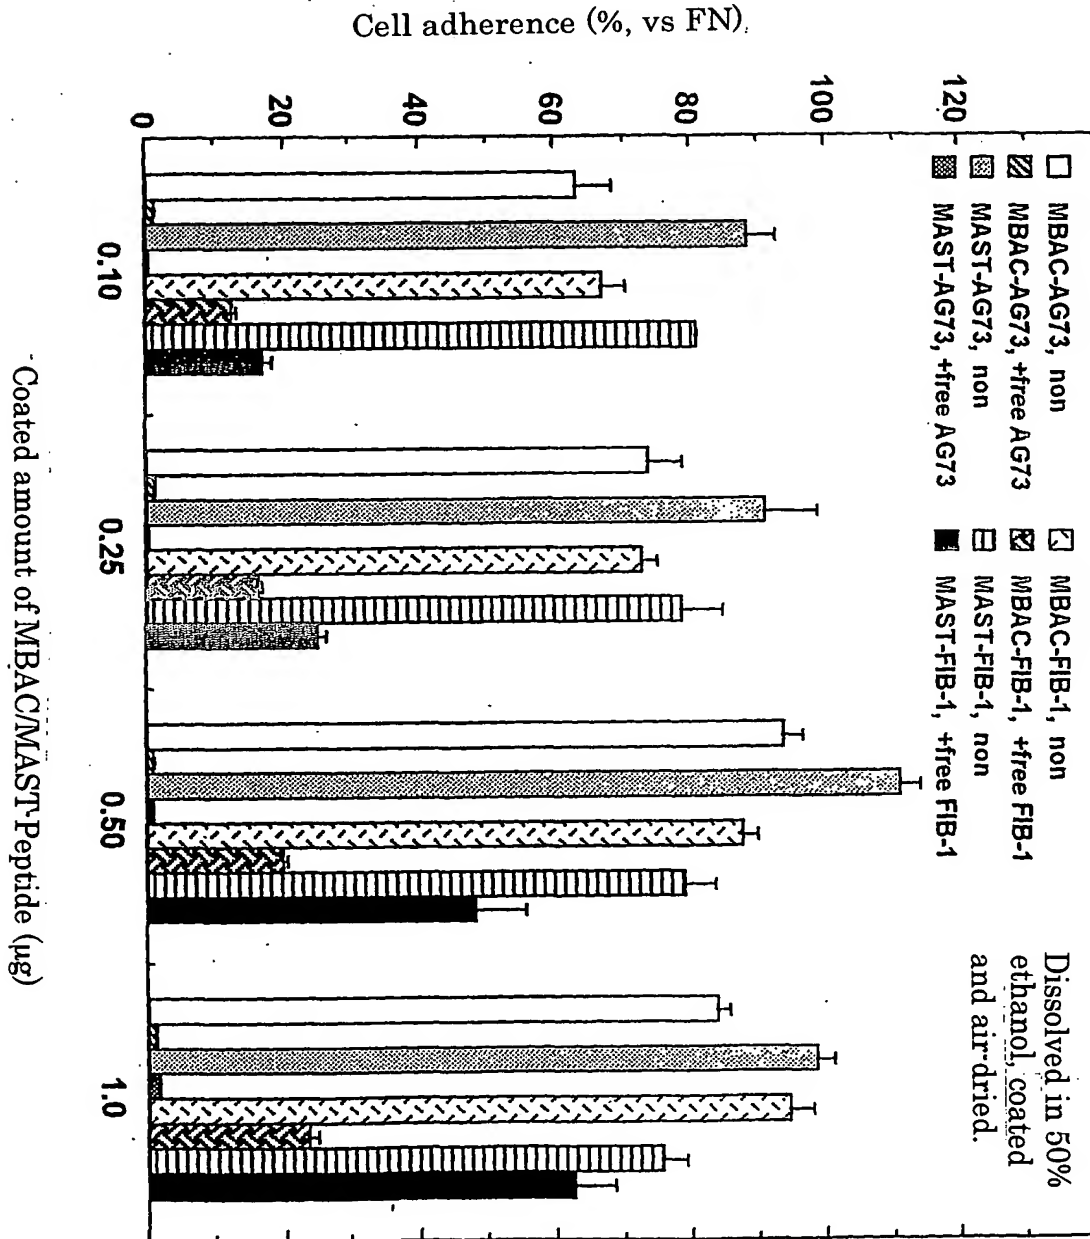 Cell adherence (%, vs FN)
0
20
40
60
80
100
120
MBAC-AG73, non
MBAC-AG73, +free AG73
MAST-AG73, non
MAST-AG73, +free AG73
MBAC-FIB-1, non
MBAC-FIB-1, +free FIB-1
MAST-FIB-1, non
MAST-FIB-1, +free FIB-1
Dissolved in 50%
ethanol, coated
and air-dried.
0.10
0.25
0.50
1.0
Coated amount of MBAC/MAST-Peptide (μg)